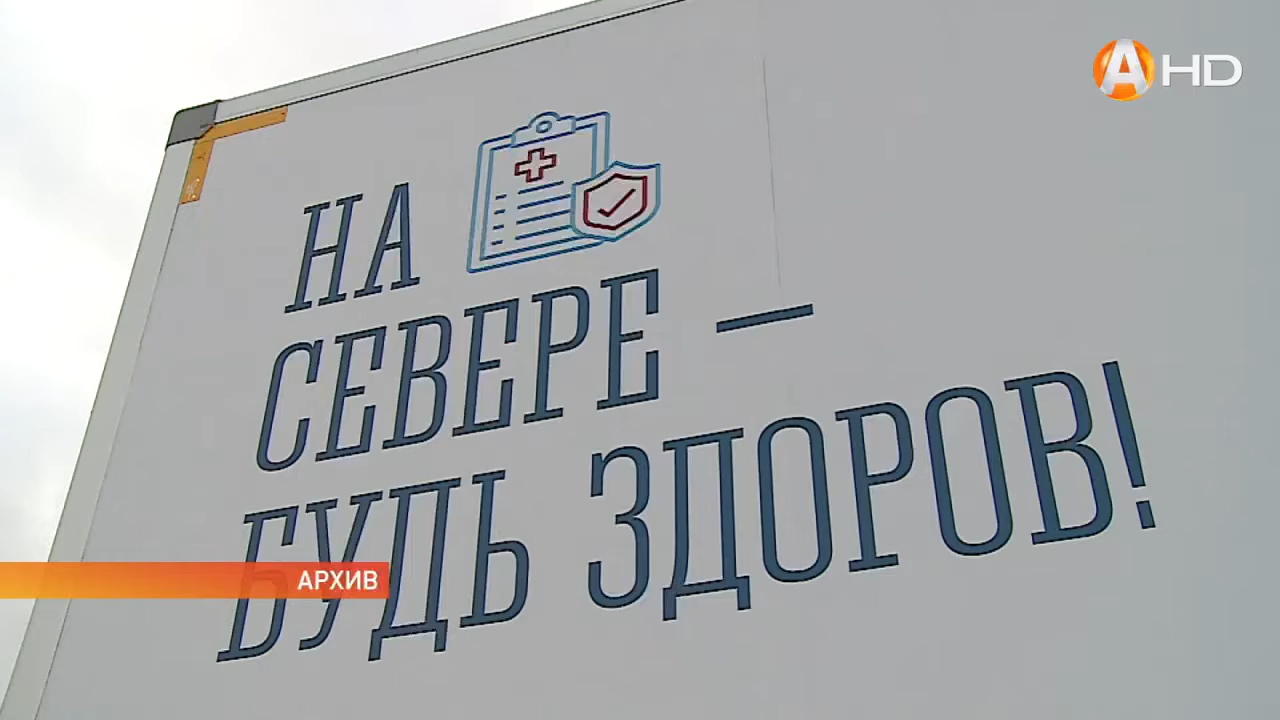 А HD
НА
СЕВЕРЕ –
БУДЬ ЗДОРОВ!
АРХИВ